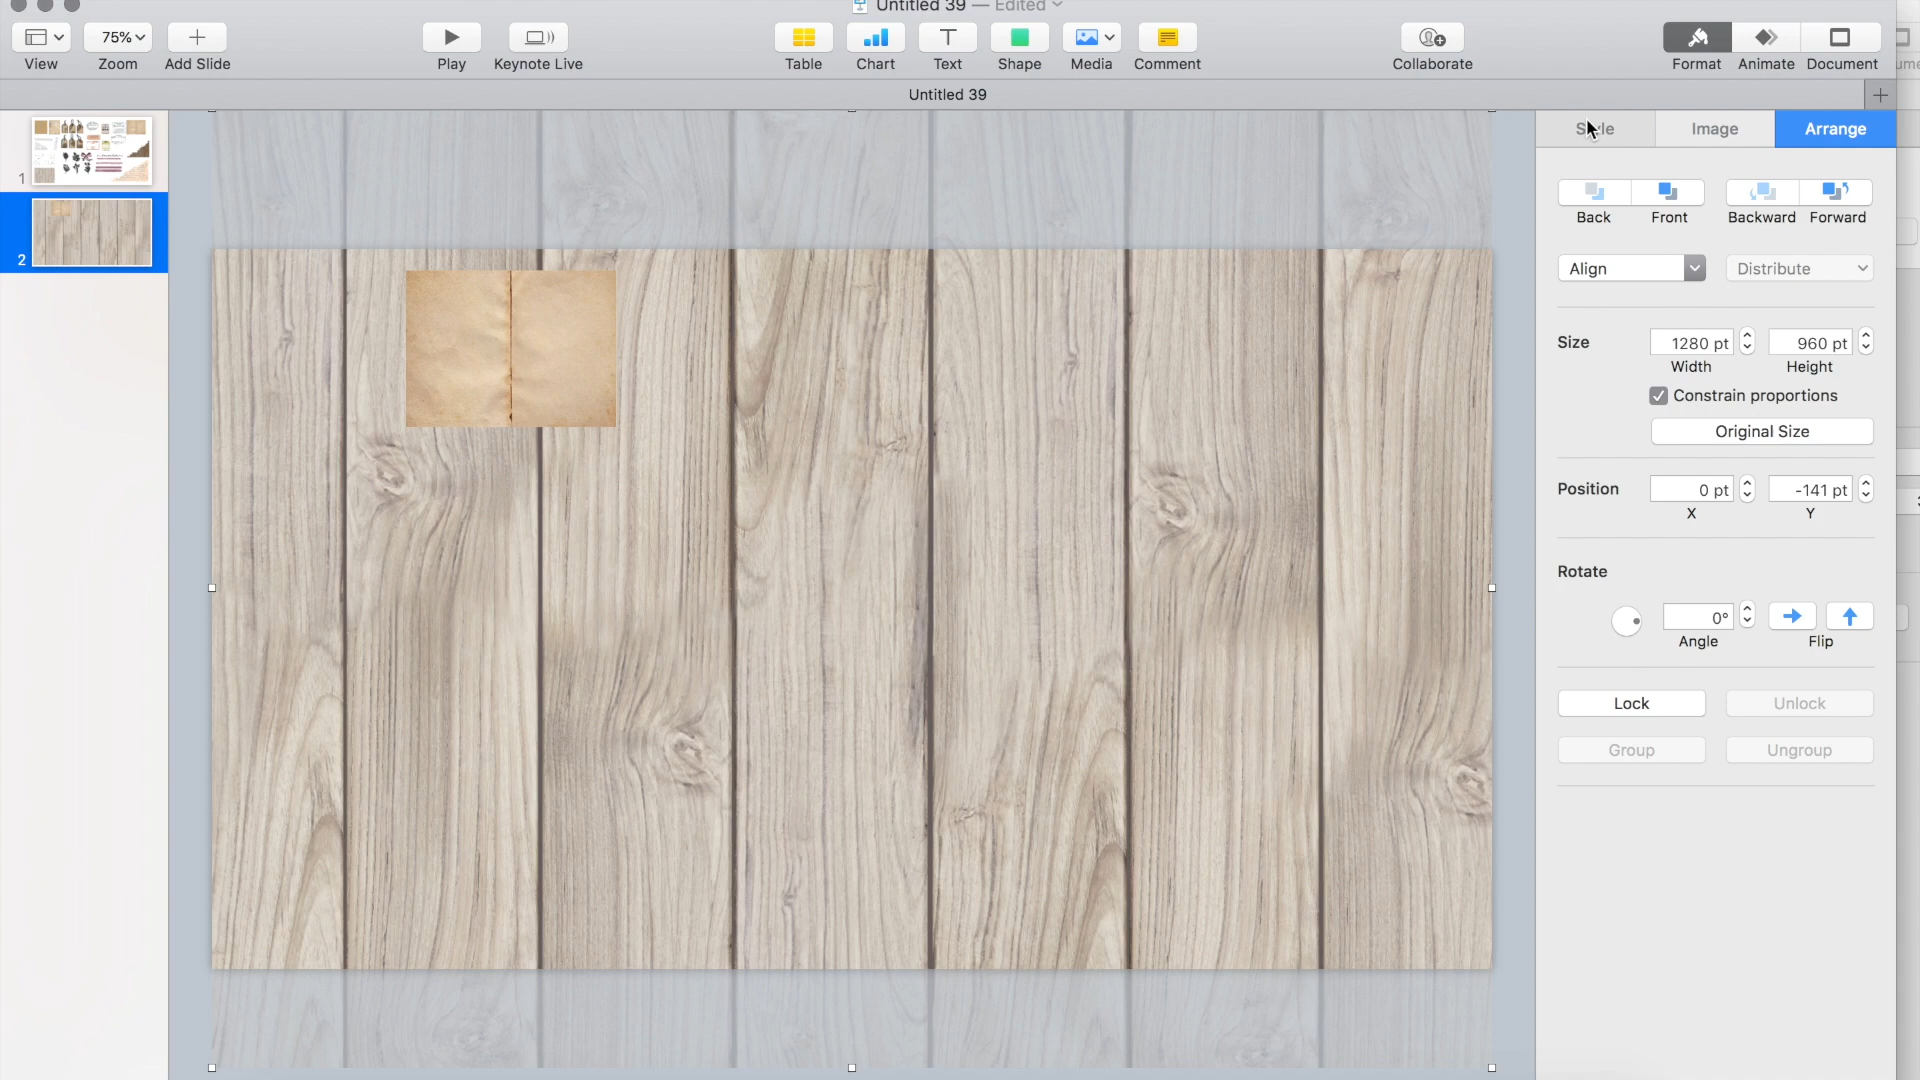 Untitled 39 — Edited
75%
View
Zoom
Add Slide
Play
Keynote Live
Table
Chart
Text
Shape
Media
Comment
Collaborate
Format
Animate
Document
Untitled 39
Style
Image
Arrange
1
2
Back
Front
Backward
Forward
Align
Distribute
Size
1280 pt
960 pt
Width
Height
Constrain proportions
Original Size
Position
0 pt
-141 pt
X
Y
Rotate
0°
Angle
Flip
Lock
Unlock
Group
Ungroup